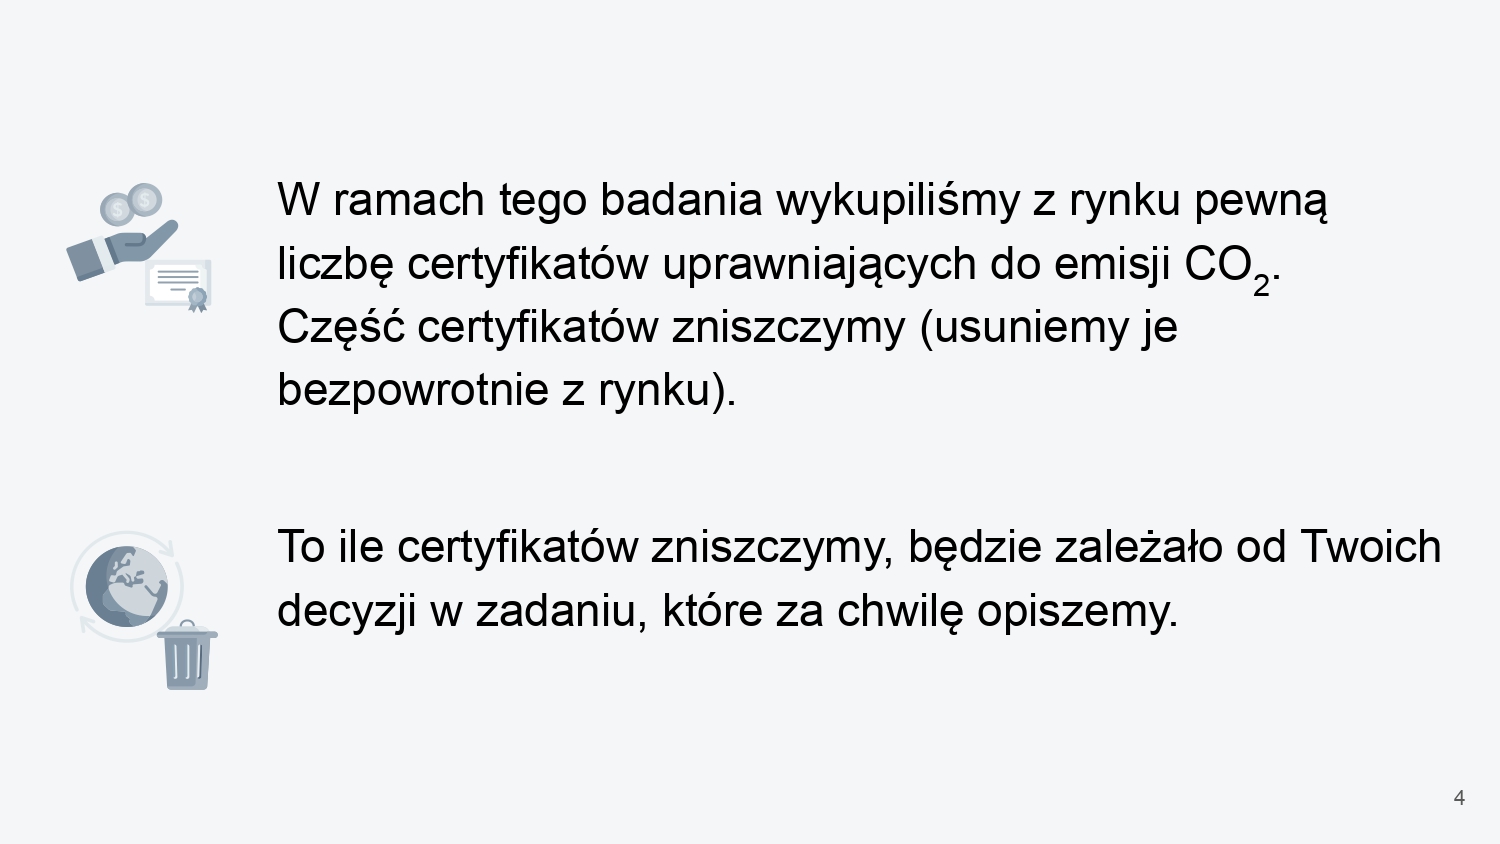 W ramach tego badania wykupiliśmy z rynku pewną
liczbę certyfikatów uprawniających do emisji CO₂.
Część certyfikatów zniszczymy (usuniemy je
bezpowrotnie z rynku).
To ile certyfikatów zniszczymy, będzie zależało od Twoich
decyzji w zadaniu, które za chwilę opiszemy.
4